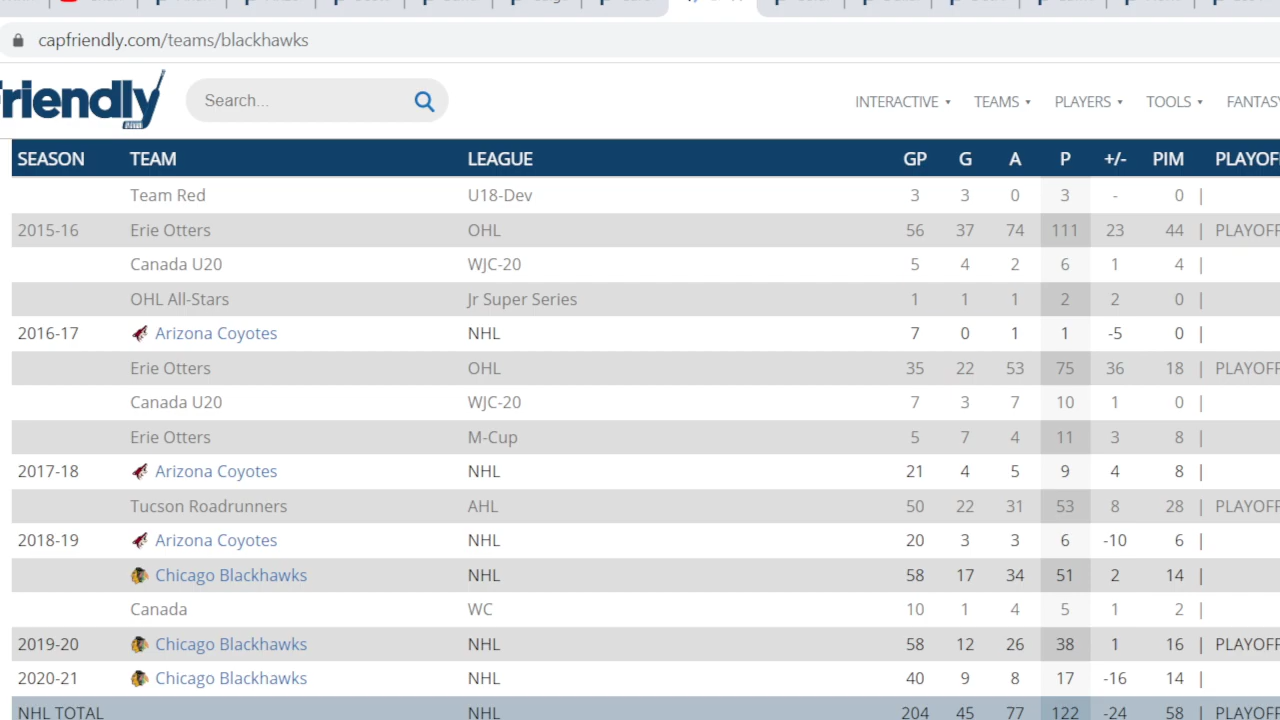 capfriendly.com/teams/blackhawks
friendly Search... INTERACTIVE TEAMS PLAYERS TOOLS FANTASY
SEASON TEAM LEAGUE GP G A P +/- PIM PLAYOF
Team Red U18-Dev 3 3 0 3 - 0 |
2015-16 Erie Otters OHL 56 37 74 111 23 44 | PLAYOFF
Canada U20 WJC-20 5 4 2 6 1 4 |
OHL All-Stars Jr Super Series 1 1 1 2 2 0 |
2016-17 Arizona Coyotes NHL 7 0 1 1 -5 0 |
Erie Otters OHL 35 22 53 75 36 18 | PLAYOFF
Canada U20 WJC-20 7 3 7 10 1 0 |
Erie Otters M-Cup 5 7 4 11 3 8 |
2017-18 Arizona Coyotes NHL 21 4 5 9 4 8 |
Tucson Roadrunners AHL 50 22 31 53 8 28 | PLAYOFF
2018-19 Arizona Coyotes NHL 20 3 3 6 -10 6 |
Chicago Blackhawks NHL 58 17 34 51 2 14 |
Canada WC 10 1 4 5 1 2 |
2019-20 Chicago Blackhawks NHL 58 12 26 38 1 16 | PLAYOFF
2020-21 Chicago Blackhawks NHL 40 9 8 17 -16 14 |
NHL TOTAL NHL 204 45 77 122 -24 58 | PLAYOFF